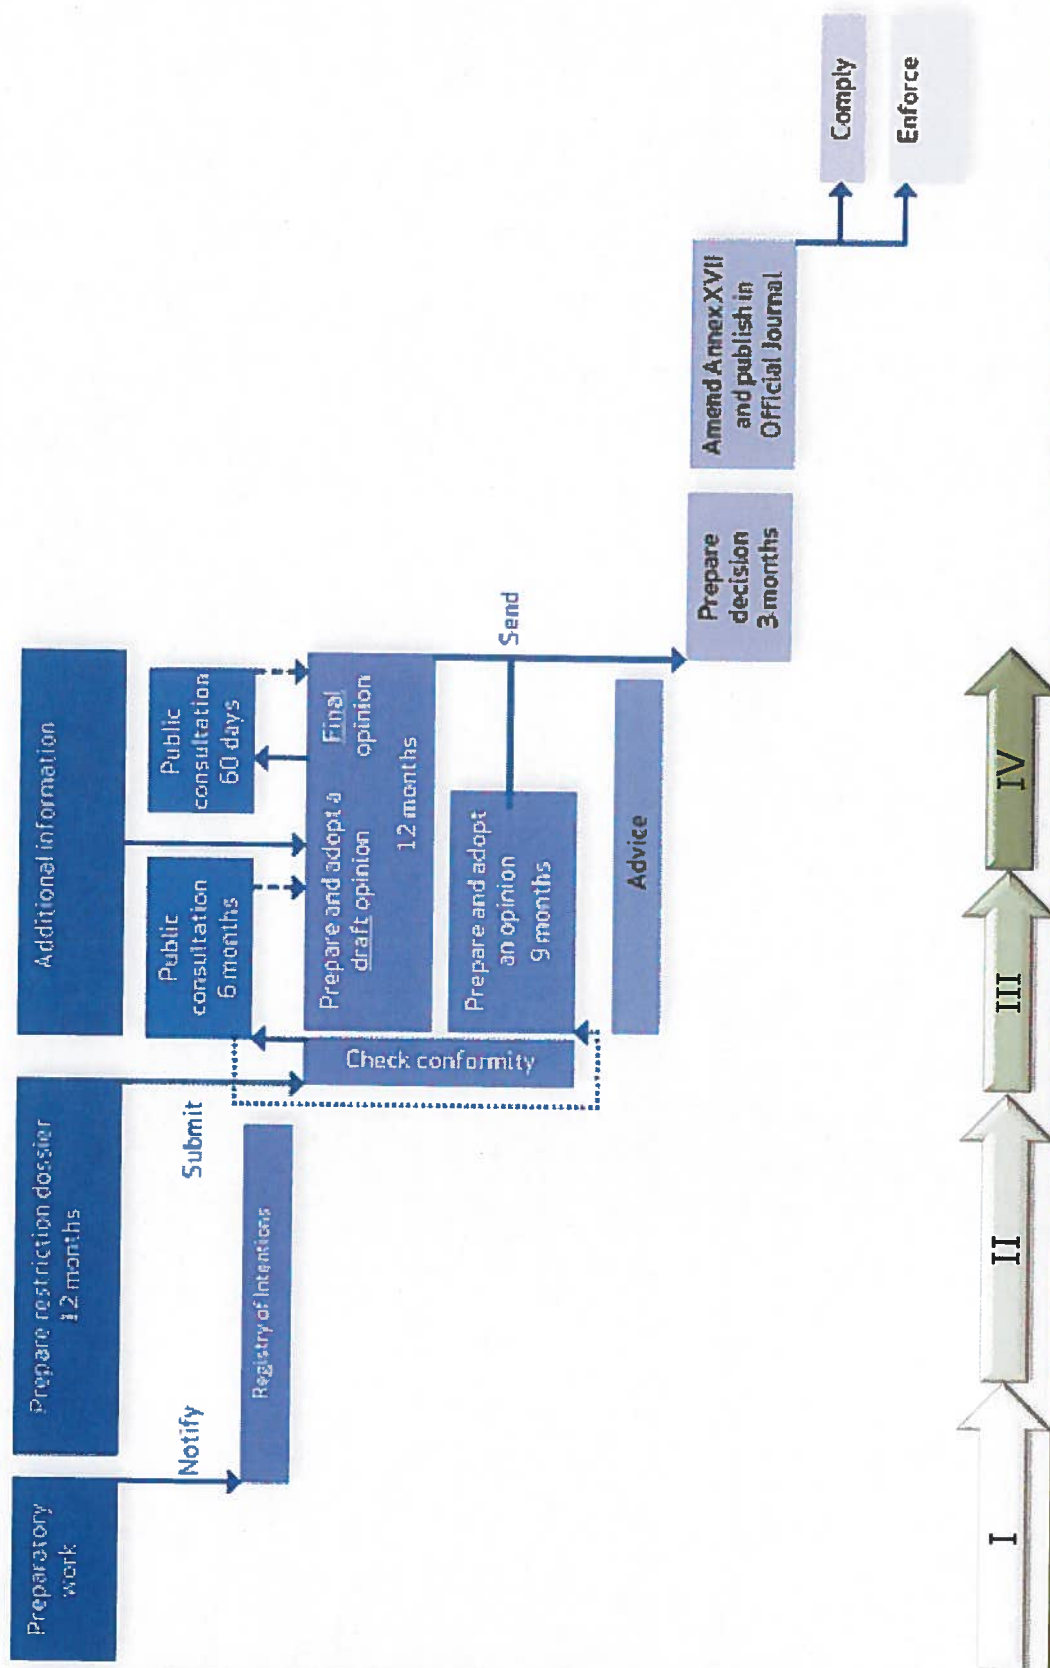 Preparatory
work
Prepare restriction dossier
12 months
Additional information
Notify
Submit
Public
consultation
6 months
Public
consultation
60 days
Registry of Intentions
Check conformity
Prepare and adopt a
draft opinion
Final
opinion
12 months
Prepare and adopt
an opinion
9 months
Send
Advice
Prepare
decision
3 months
Amend Annex XVII
and publish in
Official Journal
Comply
Enforce
I
II
III
IV